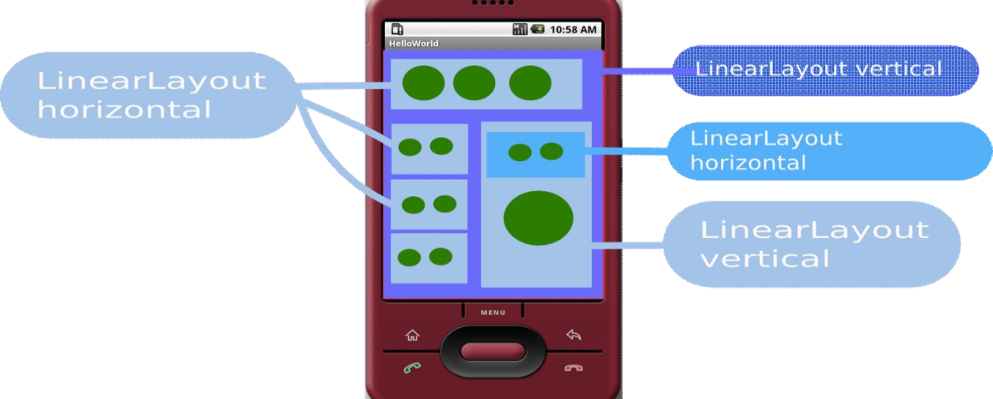 10:58 AM
HelloWorld
LinearLayout
horizontal
LinearLayout vertical
LinearLayout
horizontal
LinearLayout
vertical
MENU